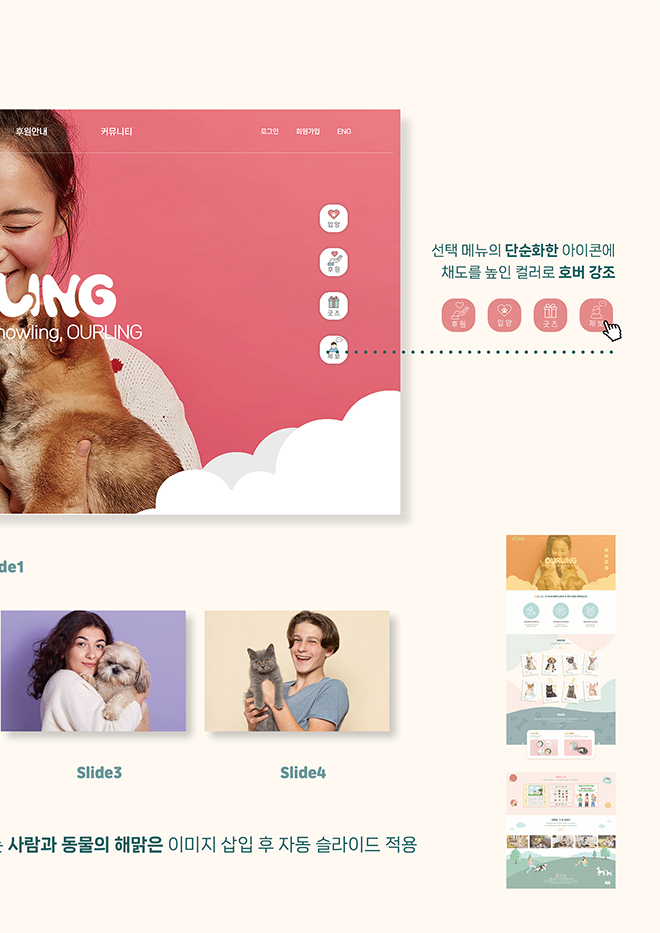 후원안내 커뮤니티 로그인 회원가입 ENG
입양
후원
굿즈
제보
LING
howling, OURLING
선택 메뉴의 단순화한 아이콘에
채도를 높인 컬러로 호버 강조
후원 입양 굿즈 제보
de1
OURLING
Slide3 Slide4
는 사람과 동물의 해맑은 이미지 삽입 후 자동 슬라이드 적용